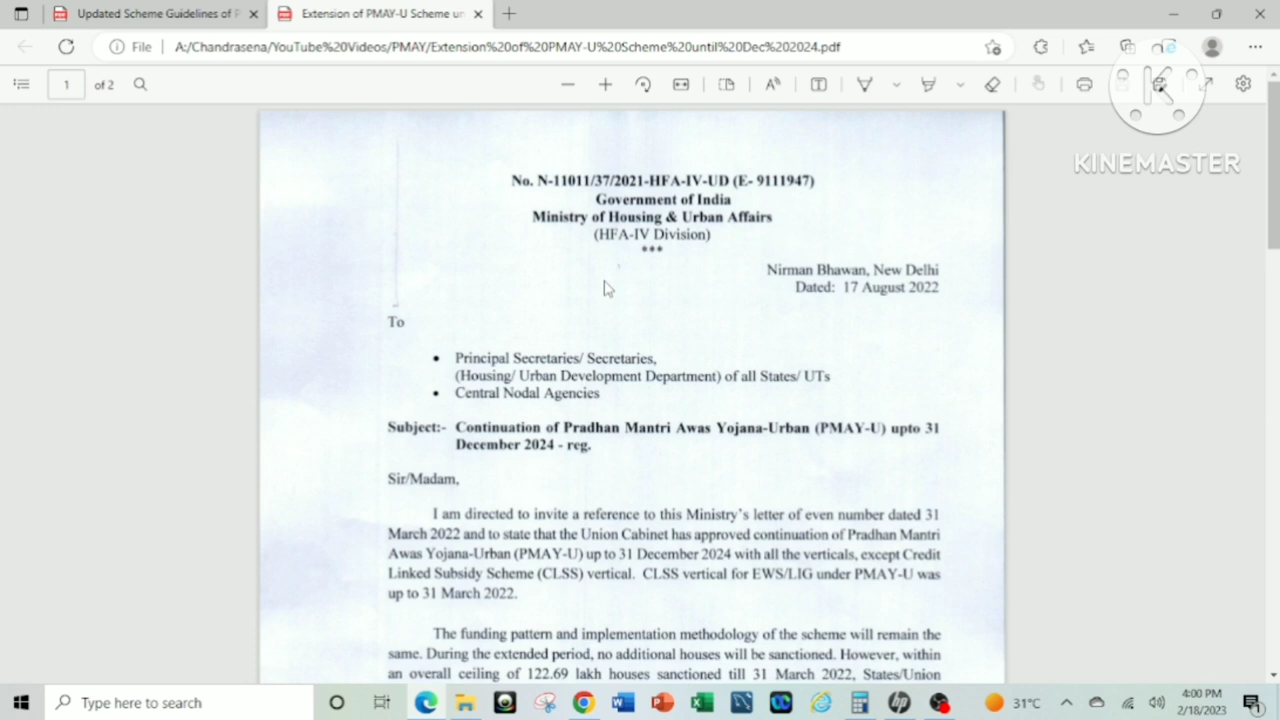 Updated Scheme Guidelines of P
Extension of PMAY-U Scheme un
File
A:/Chandrasena/YouTube%20Videos/PMAY/Extension%20of%20PMAY-U%20Scheme%20until%20Dec%202024.pdf
1
of 2
K
KINEMASTER
No. N-11011/37/2021-HFA-IV-UD (E- 9111947)
Government of India
Ministry of Housing & Urban Affairs
(HFA-IV Division)
***
Nirman Bhawan, New Delhi
Dated: 17 August 2022
To
• Principal Secretaries/ Secretaries,
(Housing/ Urban Development Department) of all States/ UTs
• Central Nodal Agencies
Subject:- Continuation of Pradhan Mantri Awas Yojana-Urban (PMAY-U) upto 31
December 2024 - reg.
Sir/Madam,
I am directed to invite a reference to this Ministry's letter of even number dated 31
March 2022 and to state that the Union Cabinet has approved continuation of Pradhan Mantri
Awas Yojana-Urban (PMAY-U) up to 31 December 2024 with all the verticals, except Credit
Linked Subsidy Scheme (CLSS) vertical. CLSS vertical for EWS/LIG under PMAY-U was
up to 31 March 2022.
The funding pattern and implementation methodology of the scheme will remain the
same. During the extended period, no additional houses will be sanctioned. However, within
an overall ceiling of 122.69 lakh houses sanctioned till 31 March 2022, States/Union
Type here to search
31°C
4:00 PM
2/18/2023